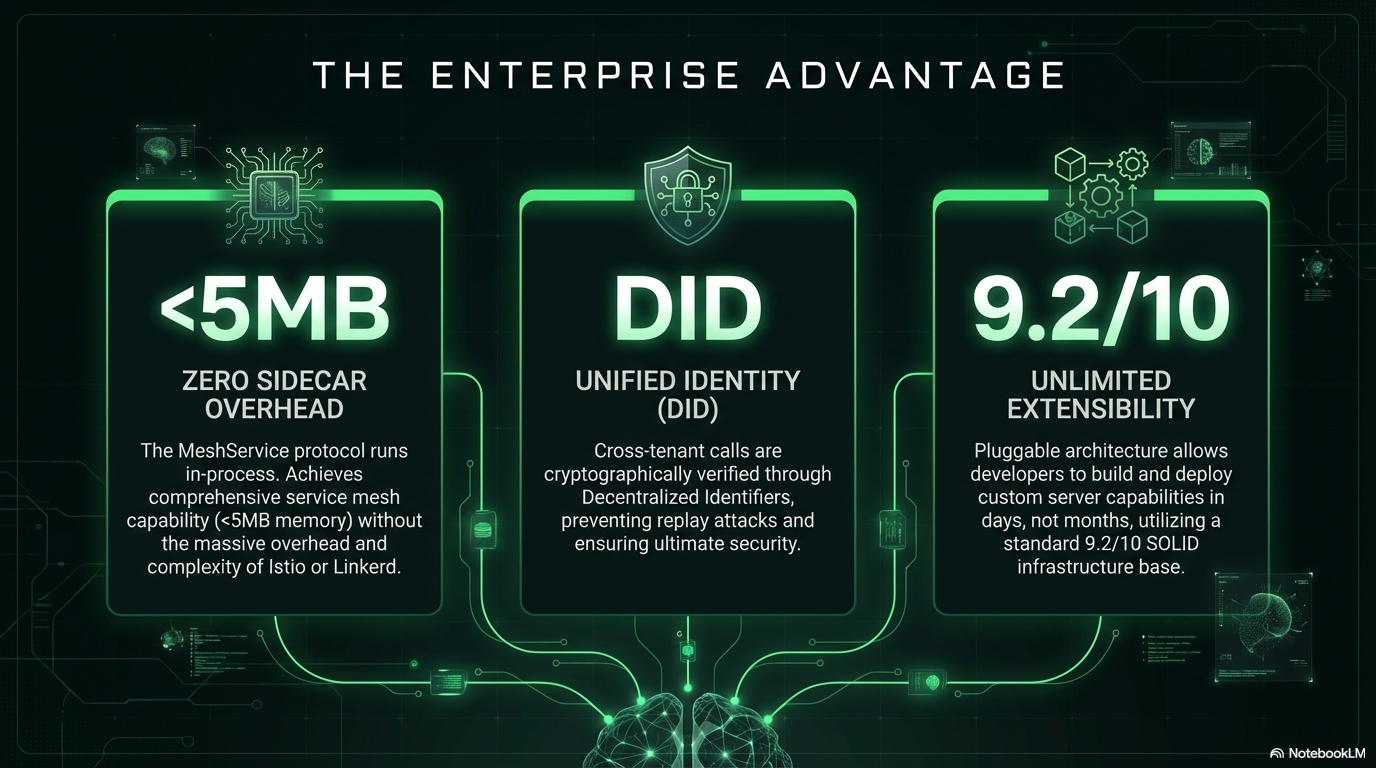 THE ENTERPRISE ADVANTAGE
<5MB
ZERO SIDECAR
OVERHEAD
The MeshService protocol runs
in-process. Achieves
comprehensive service mesh
capability (<5MB memory) without
the massive overhead and
complexity of Istio or Linkerd.
DID
UNIFIED IDENTITY
(DID)
Cross-tenant calls are
cryptographically verified through
Decentralized Identifiers,
preventing replay attacks and
ensuring ultimate security.
9.2/10
UNLIMITED
EXTENSIBILITY
Pluggable architecture allows
developers to build and deploy
custom server capabilities in
days, not months, utilizing a
standard 9.2/10 SOLID
infrastructure base.
NotebookLM